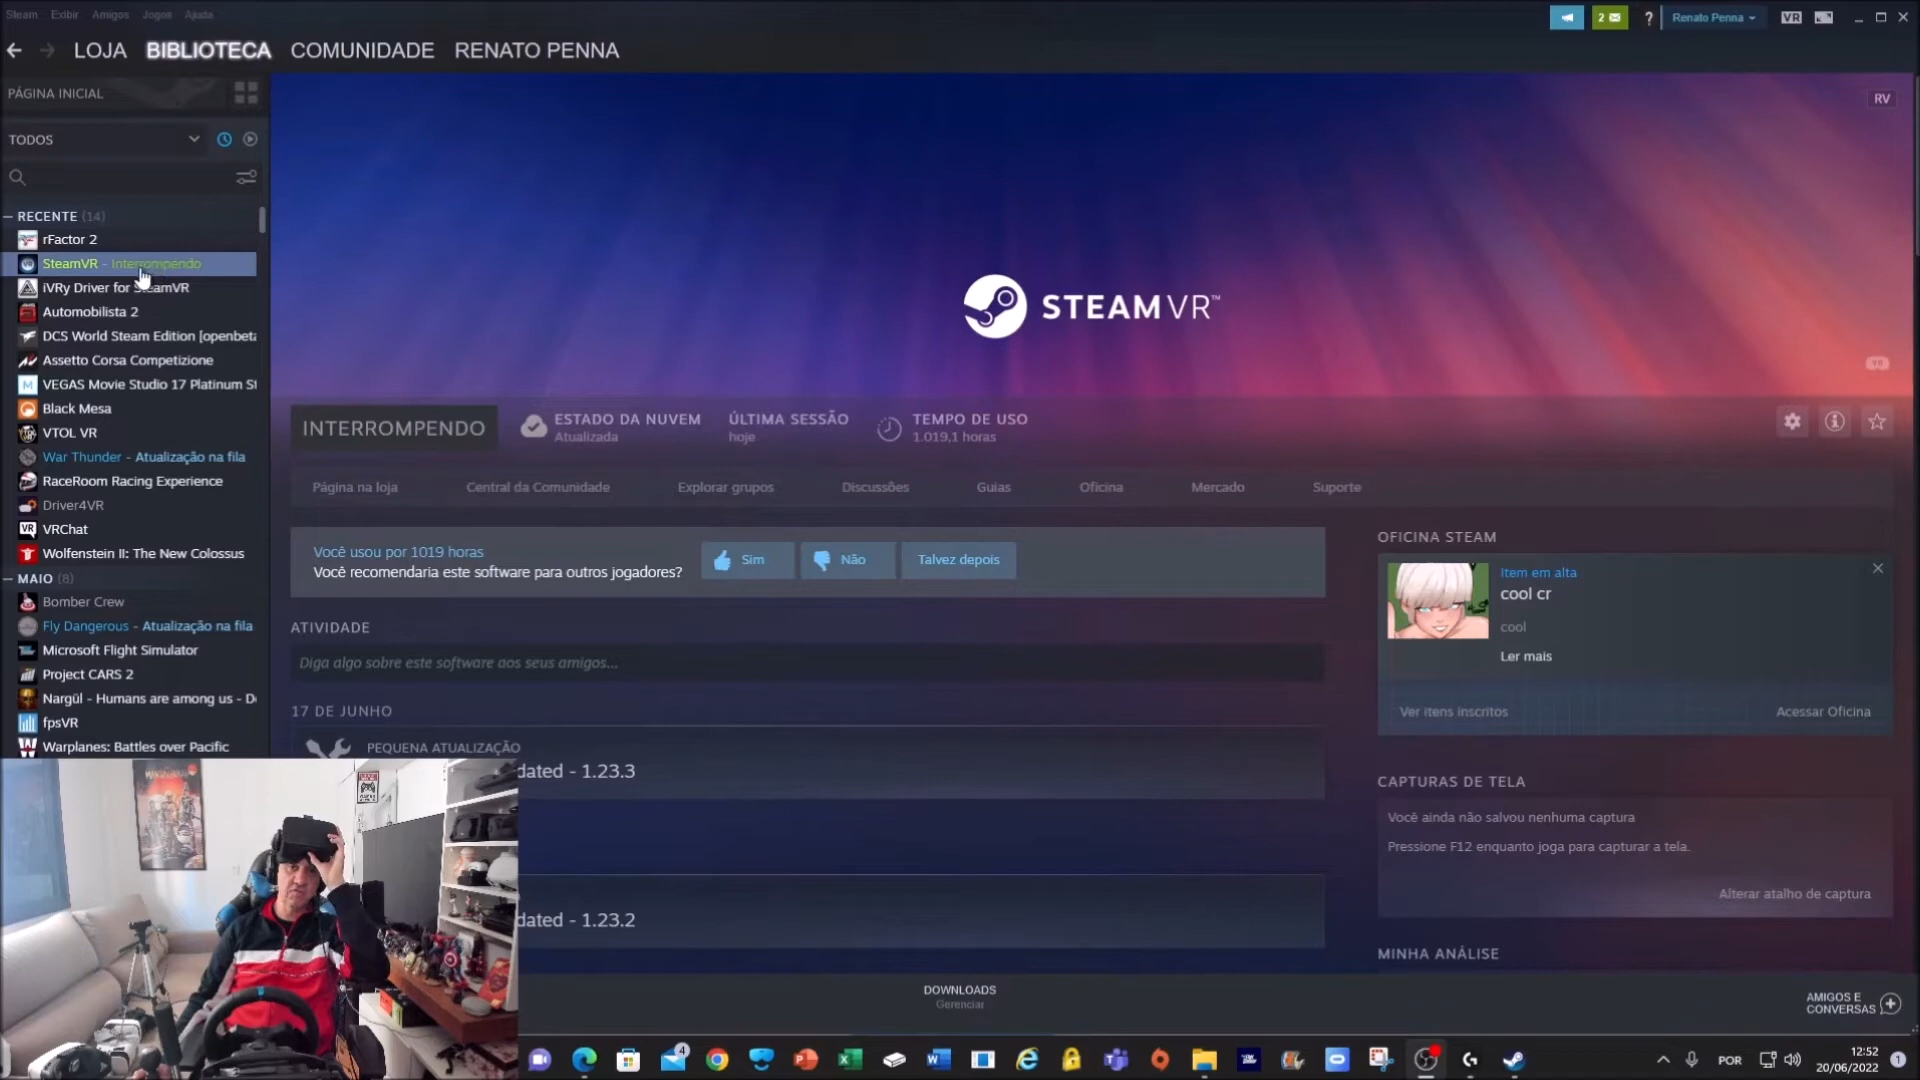 Steam Exibir Amigos Jogos Ajuda
2 ? Renato Penna VR
LOJA BIBLIOTECA COMUNIDADE RENATO PENNA
PÁGINA INICIAL
RV
TODOS
RECENTE (14)
rFactor 2
SteamVR - Interrompendo
iVRy Driver for SteamVR
Automobilista 2
DCS World Steam Edition [openbeta
Assetto Corsa Competizione
VEGAS Movie Studio 17 Platinum St
Black Mesa
VTOL VR
War Thunder - Atualização na fila
RaceRoom Racing Experience
Driver4VR
VRChat
Wolfenstein II: The New Colossus
MAIO (8)
Bomber Crew
Fly Dangerous - Atualização na fila
Microsoft Flight Simulator
Project CARS 2
Nargül - Humans are among us - De
fpsVR
Warplanes: Battles over Pacific
STEAMVR™
INTERROMPENDO
ESTADO DA NUVEM
Atualizada
ÚLTIMA SESSÃO
hoje
TEMPO DE USO
1.019,1 horas
Página na loja Central da Comunidade Explorar grupos Discussões Guias Oficina Mercado Suporte
Você usou por 1019 horas
Você recomendaria este software para outros jogadores?
Sim Não Talvez depois
ATIVIDADE
Diga algo sobre este software aos seus amigos...
17 DE JUNHO
PEQUENA ATUALIZAÇÃO
dated - 1.23.3
dated - 1.23.2
OFICINA STEAM
Item em alta
cool cr
cool
Ler mais
Ver itens inscritos Acessar Oficina
CAPTURAS DE TELA
Você ainda não salvou nenhuma captura
Pressione F12 enquanto joga para capturar a tela.
Alterar atalho de captura
MINHA ANÁLISE
DOWNLOADS
Gerenciar
AMIGOS E
CONVERSAS
4
POR
12:52
20/06/2022
1